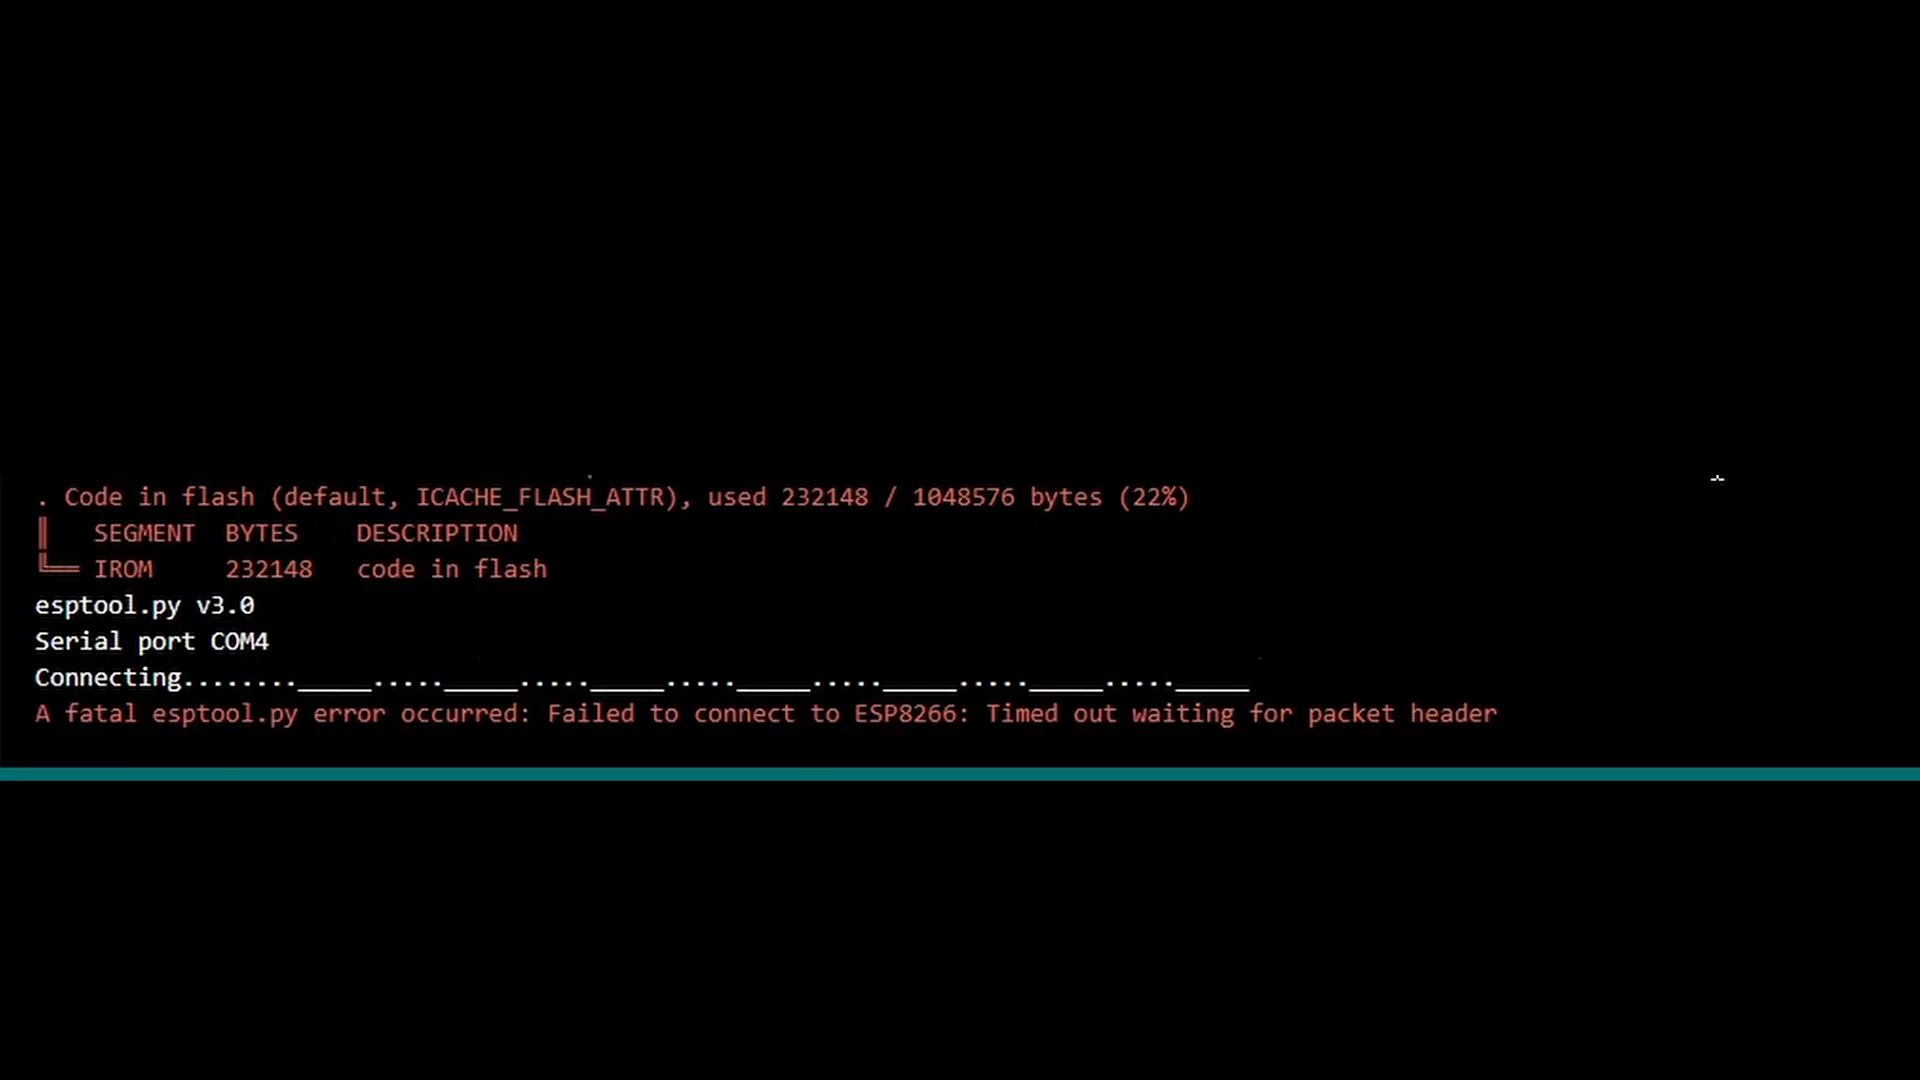 . Code in flash (default, ICACHE_FLASH_ATTR), used 232148 / 1048576 bytes (22%)
║   SEGMENT  BYTES    DESCRIPTION
╚══ IROM     232148   code in flash
esptool.py v3.0
Serial port COM4
Connecting........_____....._____....._____....._____....._____....._____....._____
A fatal esptool.py error occurred: Failed to connect to ESP8266: Timed out waiting for packet header